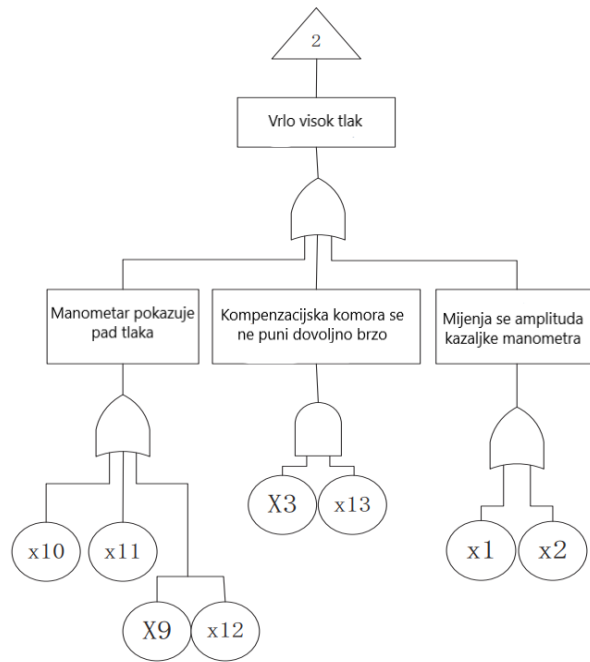 2
Vrlo visok tlak
Manometar pokazuje
pad tlaka
Kompenzacijska komora se
ne puni dovoljno brzo
Mijenja se amplituda
kazaljke manometra
x10
x11
X3
x13
x1
x2
X9
x12